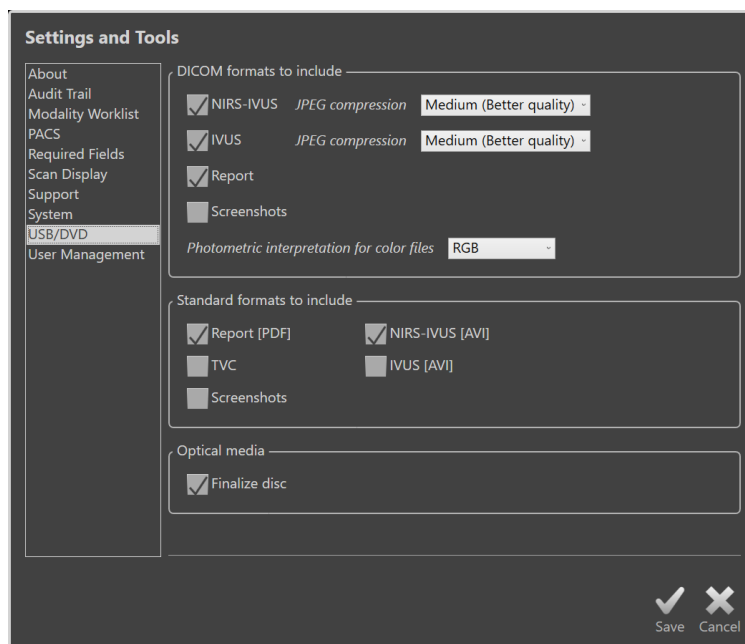 Settings and Tools
About
Audit Trail
Modality Worklist
PACS
Required Fields
Scan Display
Support
System
USB/DVD
User Management
DICOM formats to include
NIRS-IVUS JPEG compression Medium (Better quality)
IVUS JPEG compression Medium (Better quality)
Report
Screenshots
Photometric interpretation for color files RGB
Standard formats to include
Report [PDF] NIRS-IVUS [AVI]
TVC IVUS [AVI]
Screenshots
Optical media
Finalize disc
Save Cancel